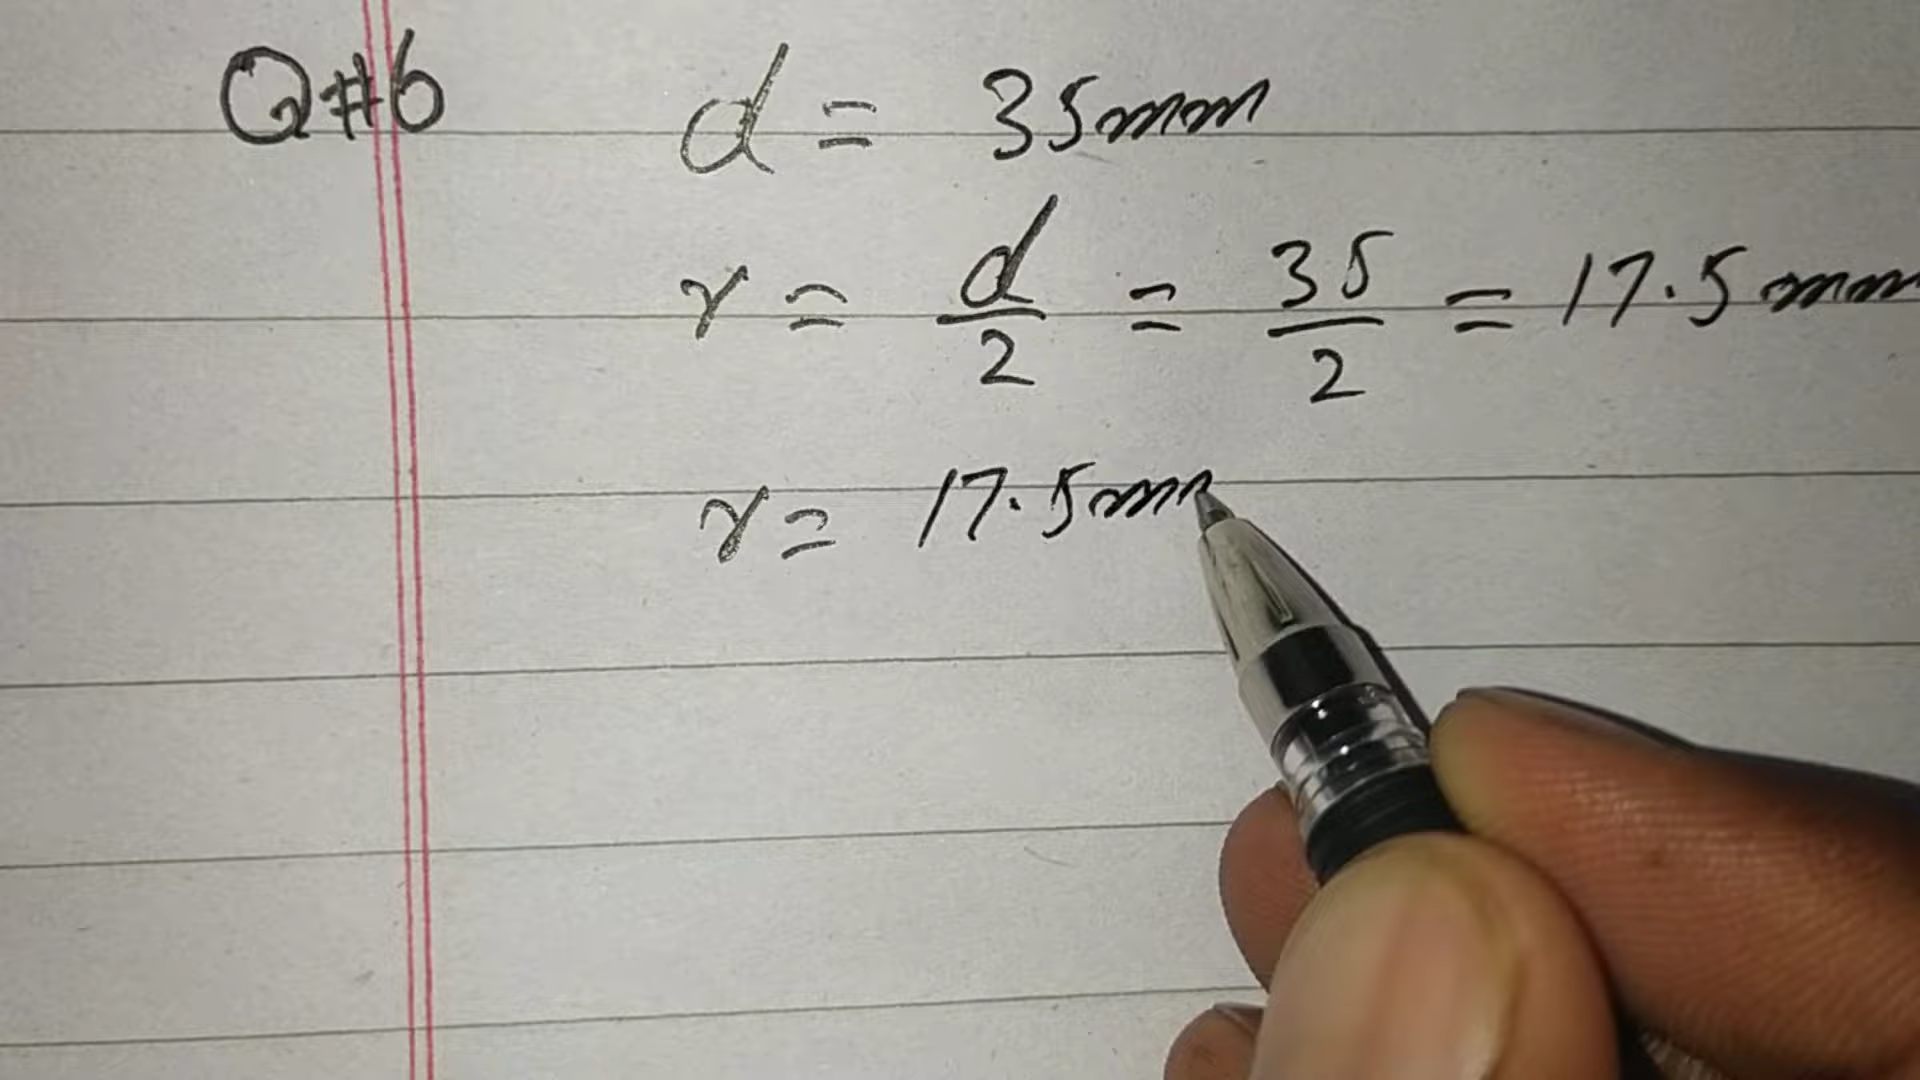 Q#6 d = 35mm
r = d/2 = 35/2 = 17.5mm
r = 17.5mm